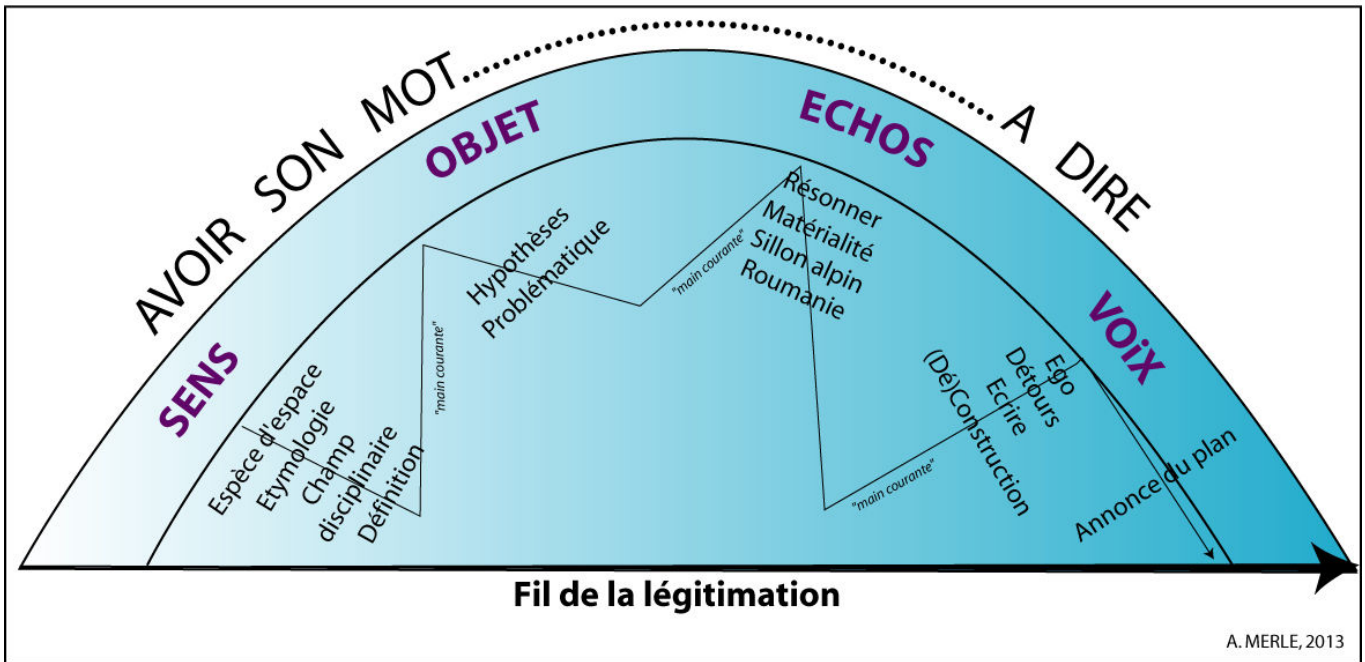 AVOIR SON MOT.......................................A DIRE
SENS
OBJET
ECHOS
VOiX
Espèce d'espace
Etymologie
Champ
disciplinaire
Définition
"main courante"
Hypothèses
Problématique
"main courante"
Résonner
Matérialité
Sillon alpin
Roumanie
"main courante"
(Dé)Construction
Ecrire
Détours
Ego
Annonce du plan
Fil de la légitimation
A. MERLE, 2013